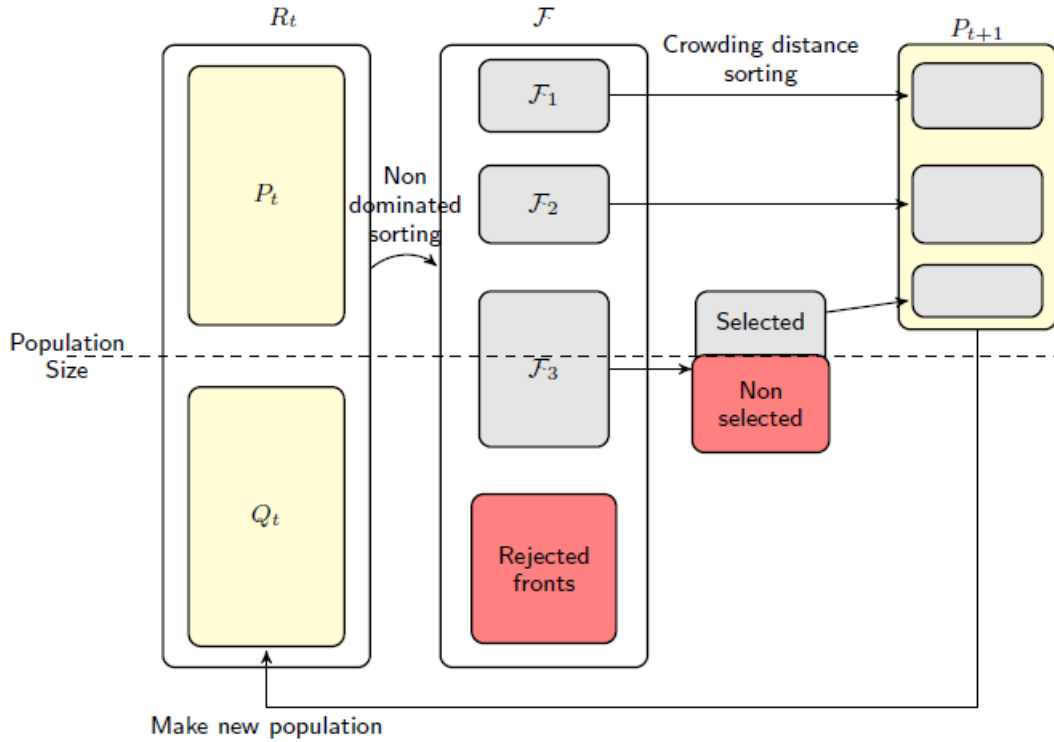 R_t
𝓕
P_{t+1}
Crowding distance
sorting
𝓕_1
P_t
Non
dominated
sorting
𝓕_2
Selected
Population
Size
𝓕_3
Non
selected
Q_t
Rejected
fronts
Make new population